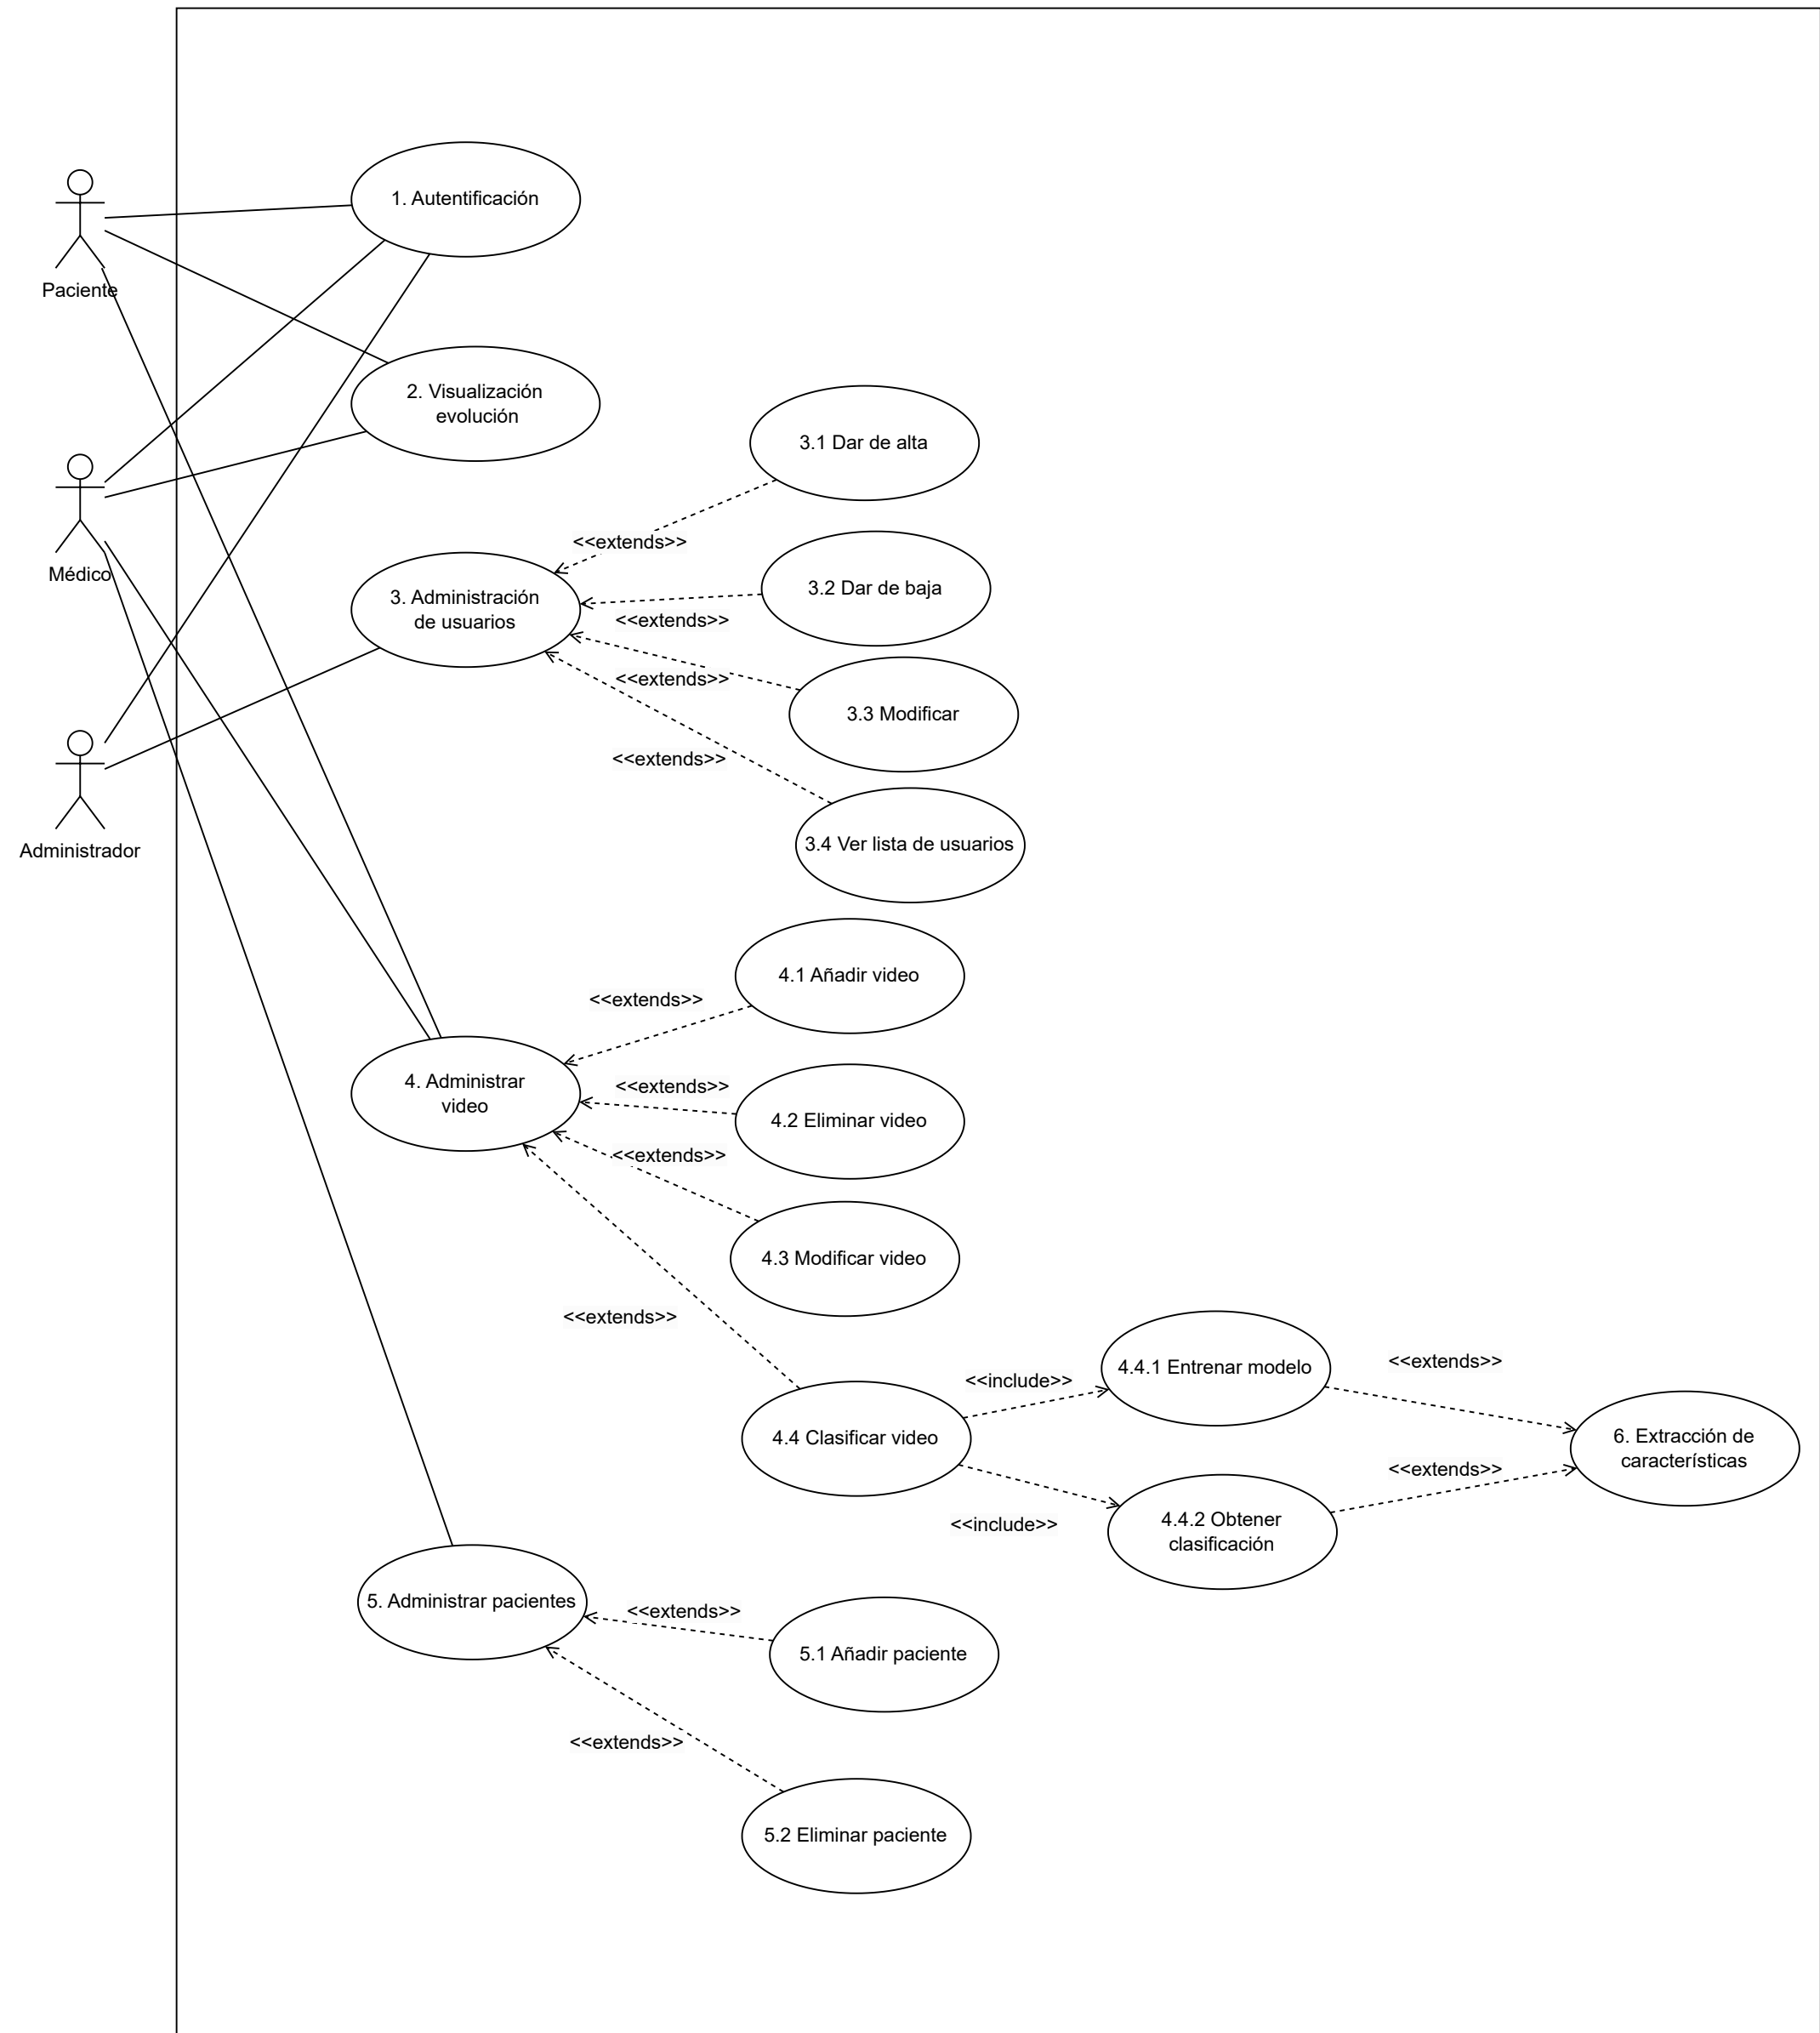 1. Autentificación
Paciente
2. Visualización
evolución
3.1 Dar de alta
<<extends>>
Médico
3. Administración
de usuarios
3.2 Dar de baja
<<extends>>
<<extends>>
3.3 Modificar
<<extends>>
3.4 Ver lista de usuarios
Administrador
4.1 Añadir video
<<extends>>
4. Administrar
video
<<extends>>
4.2 Eliminar video
<<extends>>
4.3 Modificar video
<<extends>>
4.4 Clasificar video
<<include>>
4.4.1 Entrenar modelo
<<extends>>
6. Extracción de
características
<<extends>>
<<include>>
4.4.2 Obtener
clasificación
5. Administrar pacientes
<<extends>>
5.1 Añadir paciente
<<extends>>
5.2 Eliminar paciente